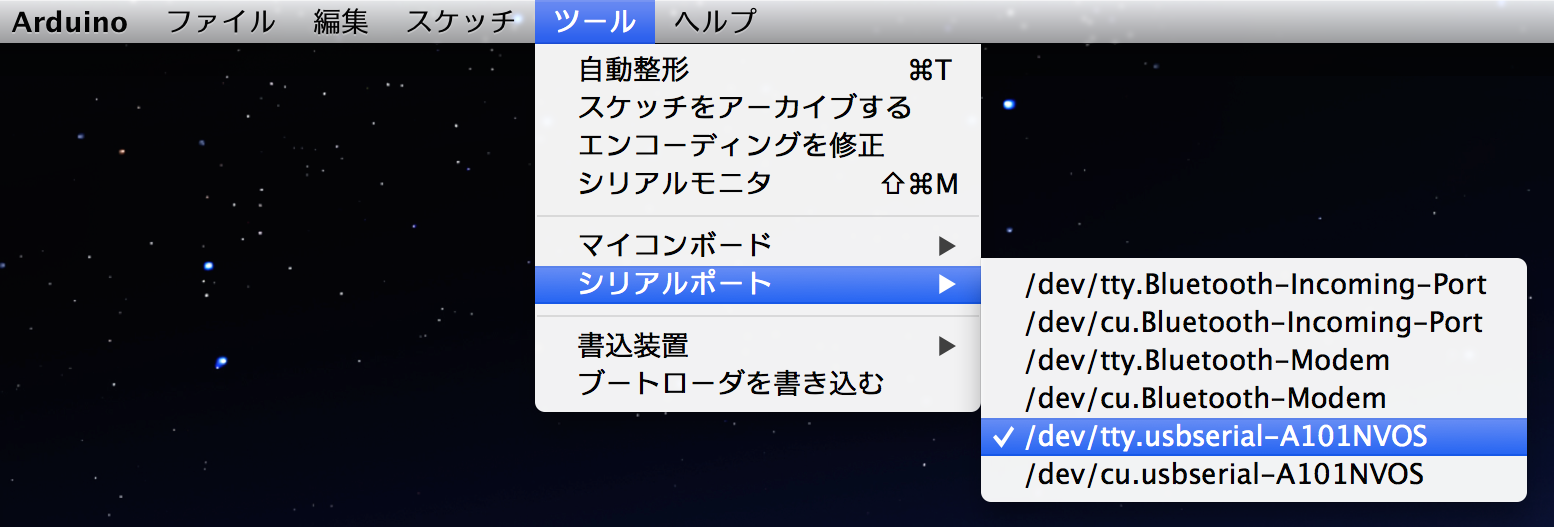 Arduino ファイル 編集 スケッチ ツール ヘルプ
自動整形 ⌘T
スケッチをアーカイブする
エンコーディングを修正
シリアルモニタ ⇧⌘M
マイコンボード ▶
シリアルポート ▶
書込装置 ▶
ブートローダを書き込む
/dev/tty.Bluetooth-Incoming-Port
/dev/cu.Bluetooth-Incoming-Port
/dev/tty.Bluetooth-Modem
/dev/cu.Bluetooth-Modem
✓ /dev/tty.usbserial-A101NVOS
/dev/cu.usbserial-A101NVOS